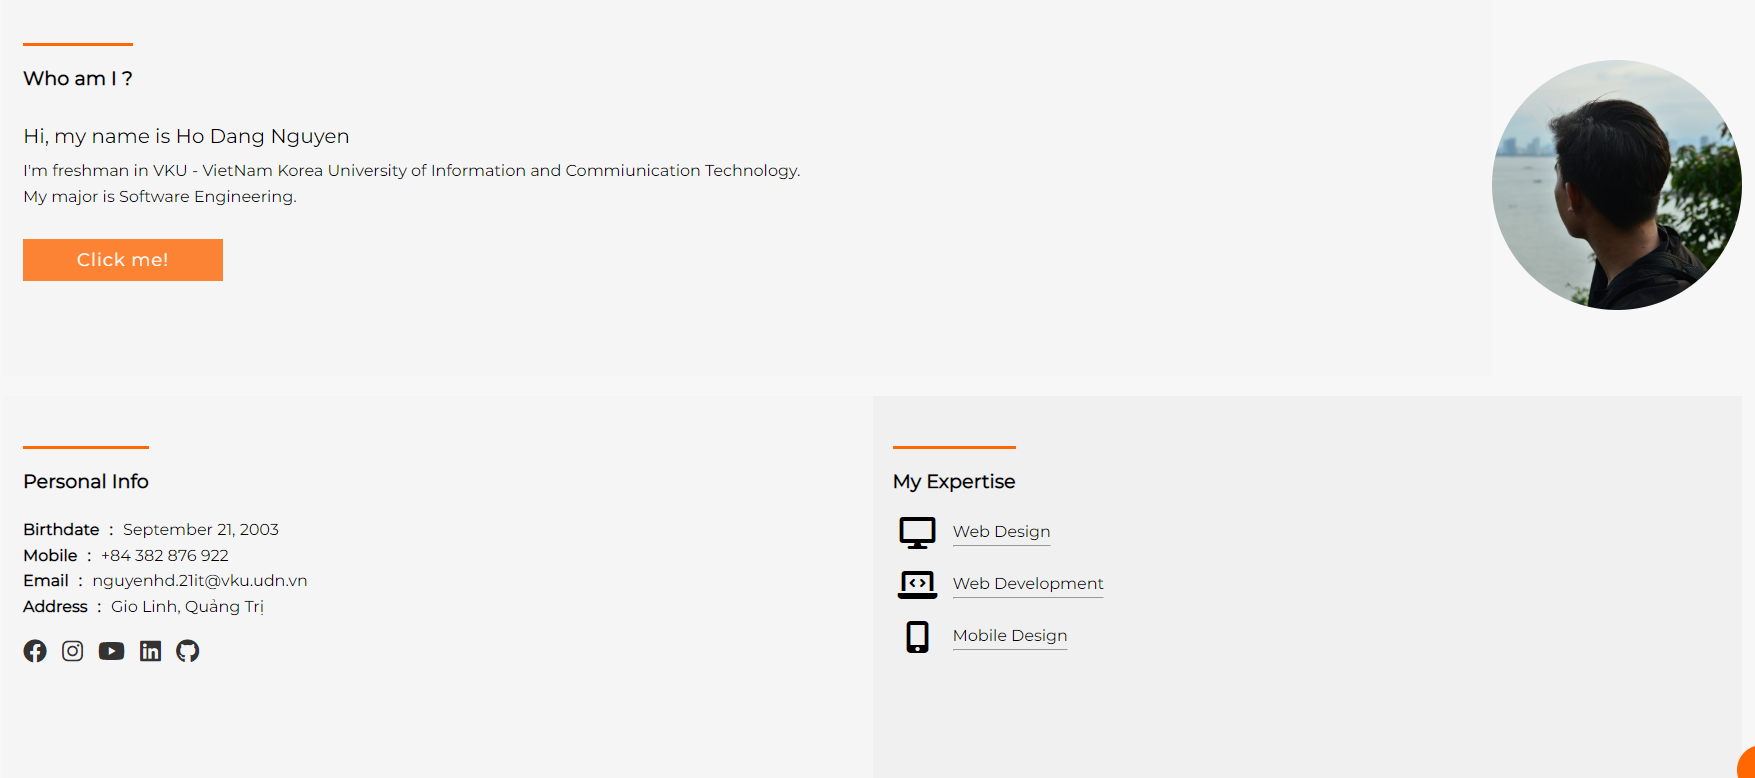 Who am I ?
Hi, my name is Ho Dang Nguyen
I'm freshman in VKU - VietNam Korea University of Information and Commiunication Technology.
My major is Software Engineering.
Click me!
Personal Info
Birthdate : September 21, 2003
Mobile : +84 382 876 922
Email : nguyenhd.21it@vku.udn.vn
Address : Gio Linh, Quảng Trị
My Expertise
Web Design
Web Development
Mobile Design